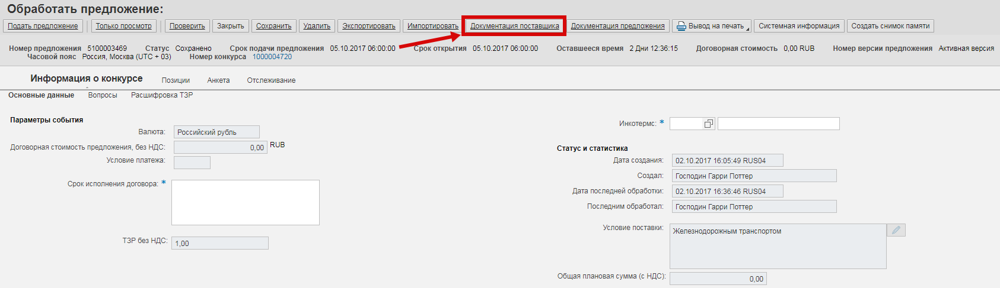 Обработать предложение:
Подать предложение Только просмотр Проверить Закрыть Сохранить Удалить Экспортировать Импортировать Документация поставщика Документация предложения Вывод на печать Системная информация Создать снимок памяти
Номер предложения 5100003469 Статус Сохранено Срок подачи предложения 05.10.2017 06:00:00 Срок открытия 05.10.2017 06:00:00 Оставшееся время 2 Дни 12:36:15 Договорная стоимость 0,00 RUB Номер версии предложения Активная версия
Часовой пояс Россия, Москва (UTC + 03) Номер конкурса 1000004720
Информация о конкурсе Позиции Анкета Отслеживание
Основные данные Вопросы Расшифровка ТЗР
Параметры события
Валюта: Российский рубль
Договорная стоимость предложения, без НДС: 0,00 RUB
Условие платежа:
Срок исполнения договора: *
ТЗР без НДС: 1,00
Инкотермс: *
Статус и статистика
Дата создания: 02.10.2017 16:05:49 RUS04
Создал: Господин Гарри Поттер
Дата последней обработки: 02.10.2017 16:36:46 RUS04
Последним обработал: Господин Гарри Поттер
Условие поставки: Железнодорожным транспортом
Общая плановая сумма (с НДС): 0,00